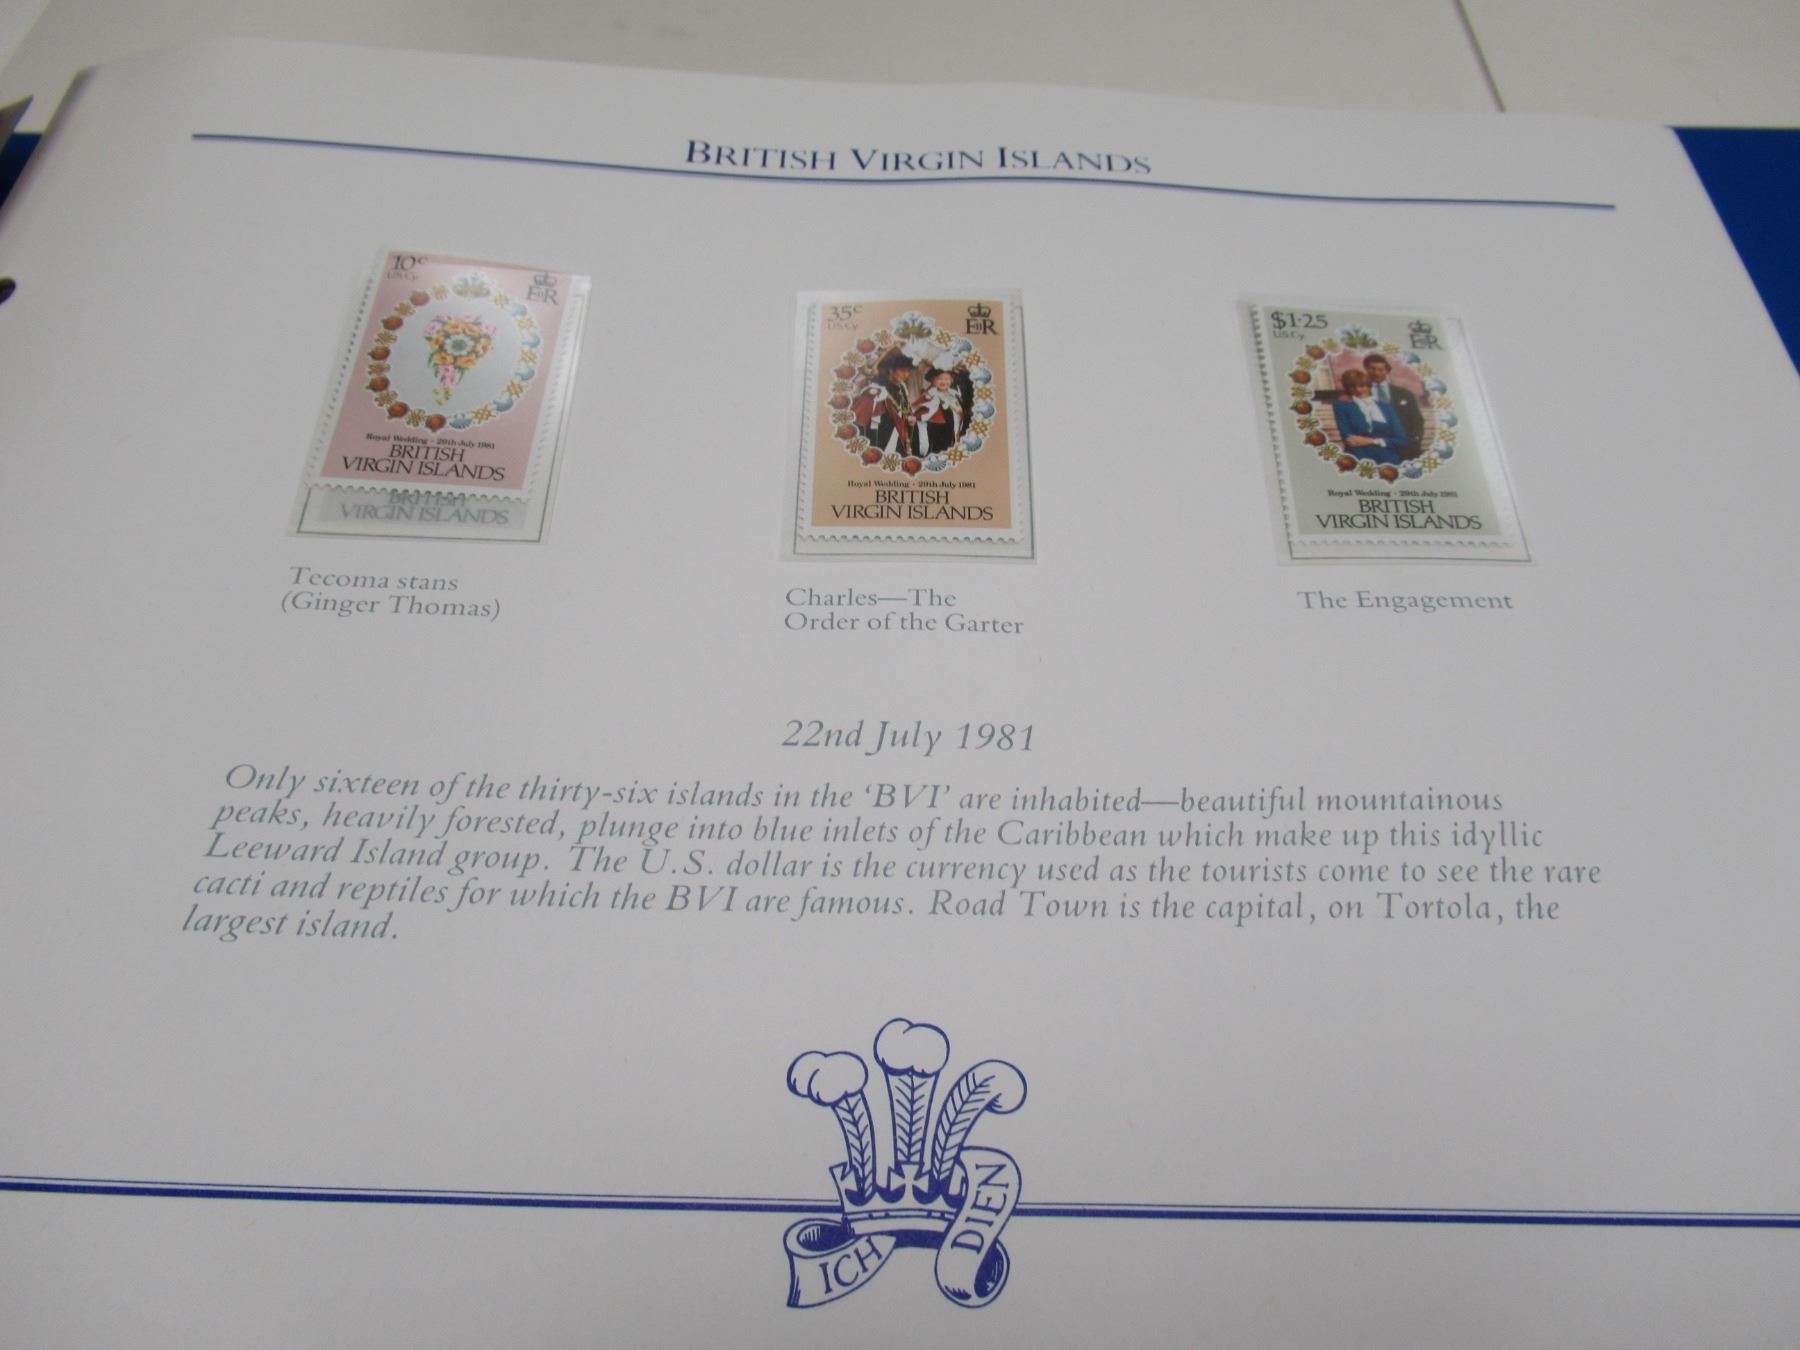 BRITISH VIRGIN ISLANDS
10c
US Cy.
EIIR
Royal Wedding · 29th July 1981
BRITISH
VIRGIN ISLANDS
BRITISH
VIRGIN ISLANDS
35c
US Cy.
EIIR
Royal Wedding · 29th July 1981
BRITISH
VIRGIN ISLANDS
$1·25
US Cy.
EIIR
Royal Wedding · 29th July 1981
BRITISH
VIRGIN ISLANDS
Tecoma stans
(Ginger Thomas)
Charles—The
Order of the Garter
The Engagement
22nd July 1981
Only sixteen of the thirty-six islands in the ‘BVI’ are inhabited—beautiful mountainous
peaks, heavily forested, plunge into blue inlets of the Caribbean which make up this idyllic
Leeward Island group. The U.S. dollar is the currency used as the tourists come to see the rare
cacti and reptiles for which the BVI are famous. Road Town is the capital, on Tortola, the
largest island.
ICH DIEN